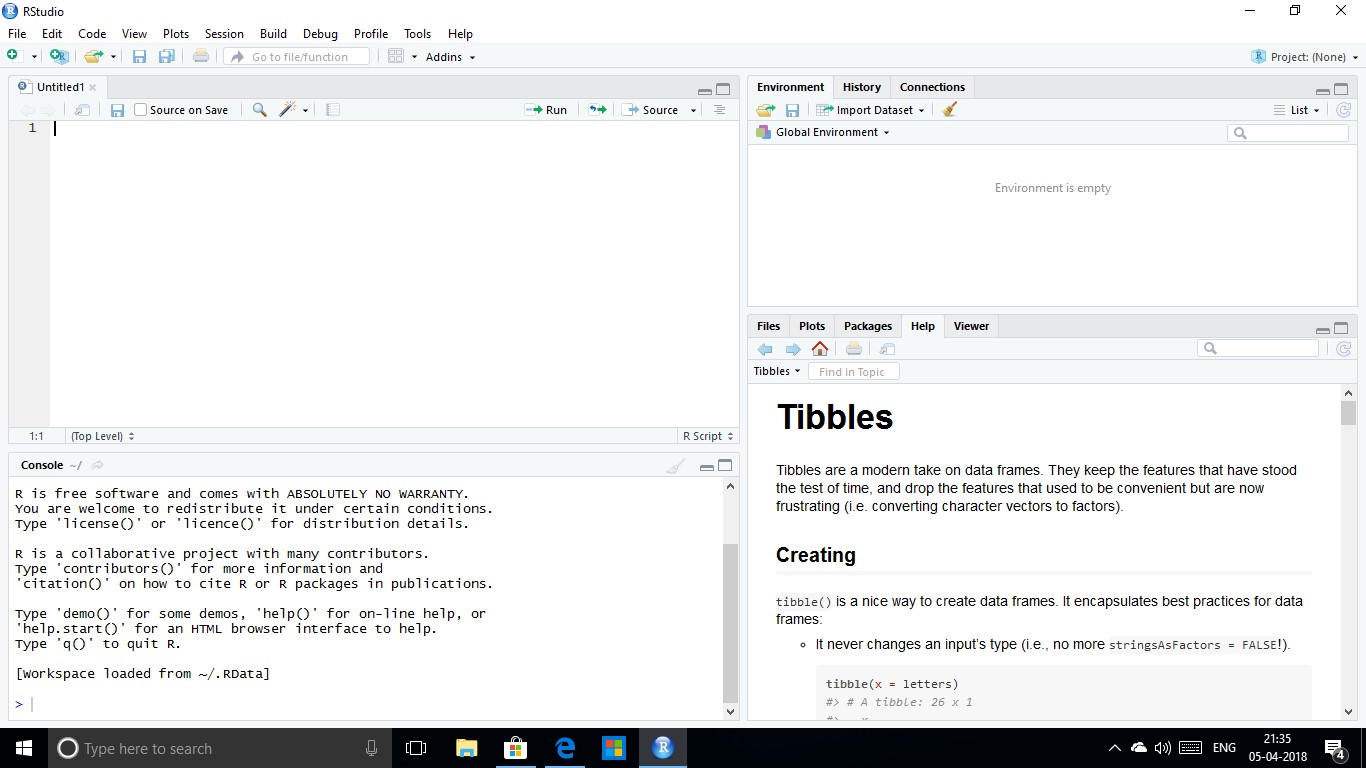 RStudio
File Edit Code View Plots Session Build Debug Profile Tools Help
Go to file/function Addins Project: (None)
Untitled1
Source on Save Run Source
1
1:1 (Top Level) R Script
Console ~/
R is free software and comes with ABSOLUTELY NO WARRANTY.
You are welcome to redistribute it under certain conditions.
Type 'license()' or 'licence()' for distribution details.
R is a collaborative project with many contributors.
Type 'contributors()' for more information and
'citation()' on how to cite R or R packages in publications.
Type 'demo()' for some demos, 'help()' for on-line help, or
'help.start()' for an HTML browser interface to help.
Type 'q()' to quit R.
[Workspace loaded from ~/.RData]
>
Environment History Connections
Import Dataset List
Global Environment
Environment is empty
Files Plots Packages Help Viewer
Tibbles Find in Topic
Tibbles
Tibbles are a modern take on data frames. They keep the features that have stood
the test of time, and drop the features that used to be convenient but are now
frustrating (i.e. converting character vectors to factors).
Creating
tibble() is a nice way to create data frames. It encapsulates best practices for data
frames:
It never changes an input's type (i.e., no more stringsAsFactors = FALSE!).
tibble(x = letters)
#> # A tibble: 26 x 1
Type here to search ENG 21:35
05-04-2018 4